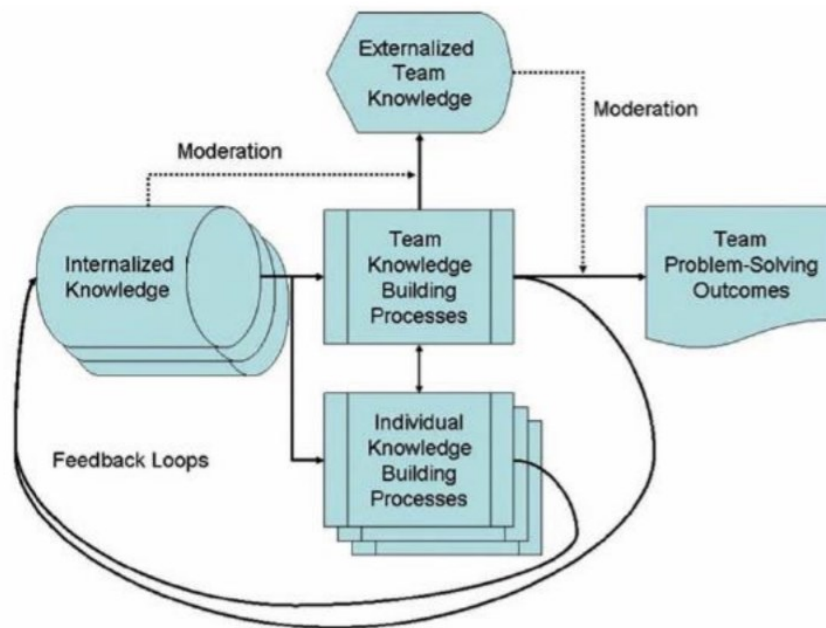 Externalized
Team
Knowledge
Moderation
Moderation
Internalized
Knowledge
Team
Knowledge
Building
Processes
Team
Problem-Solving
Outcomes
Individual
Knowledge
Building
Processes
Feedback Loops